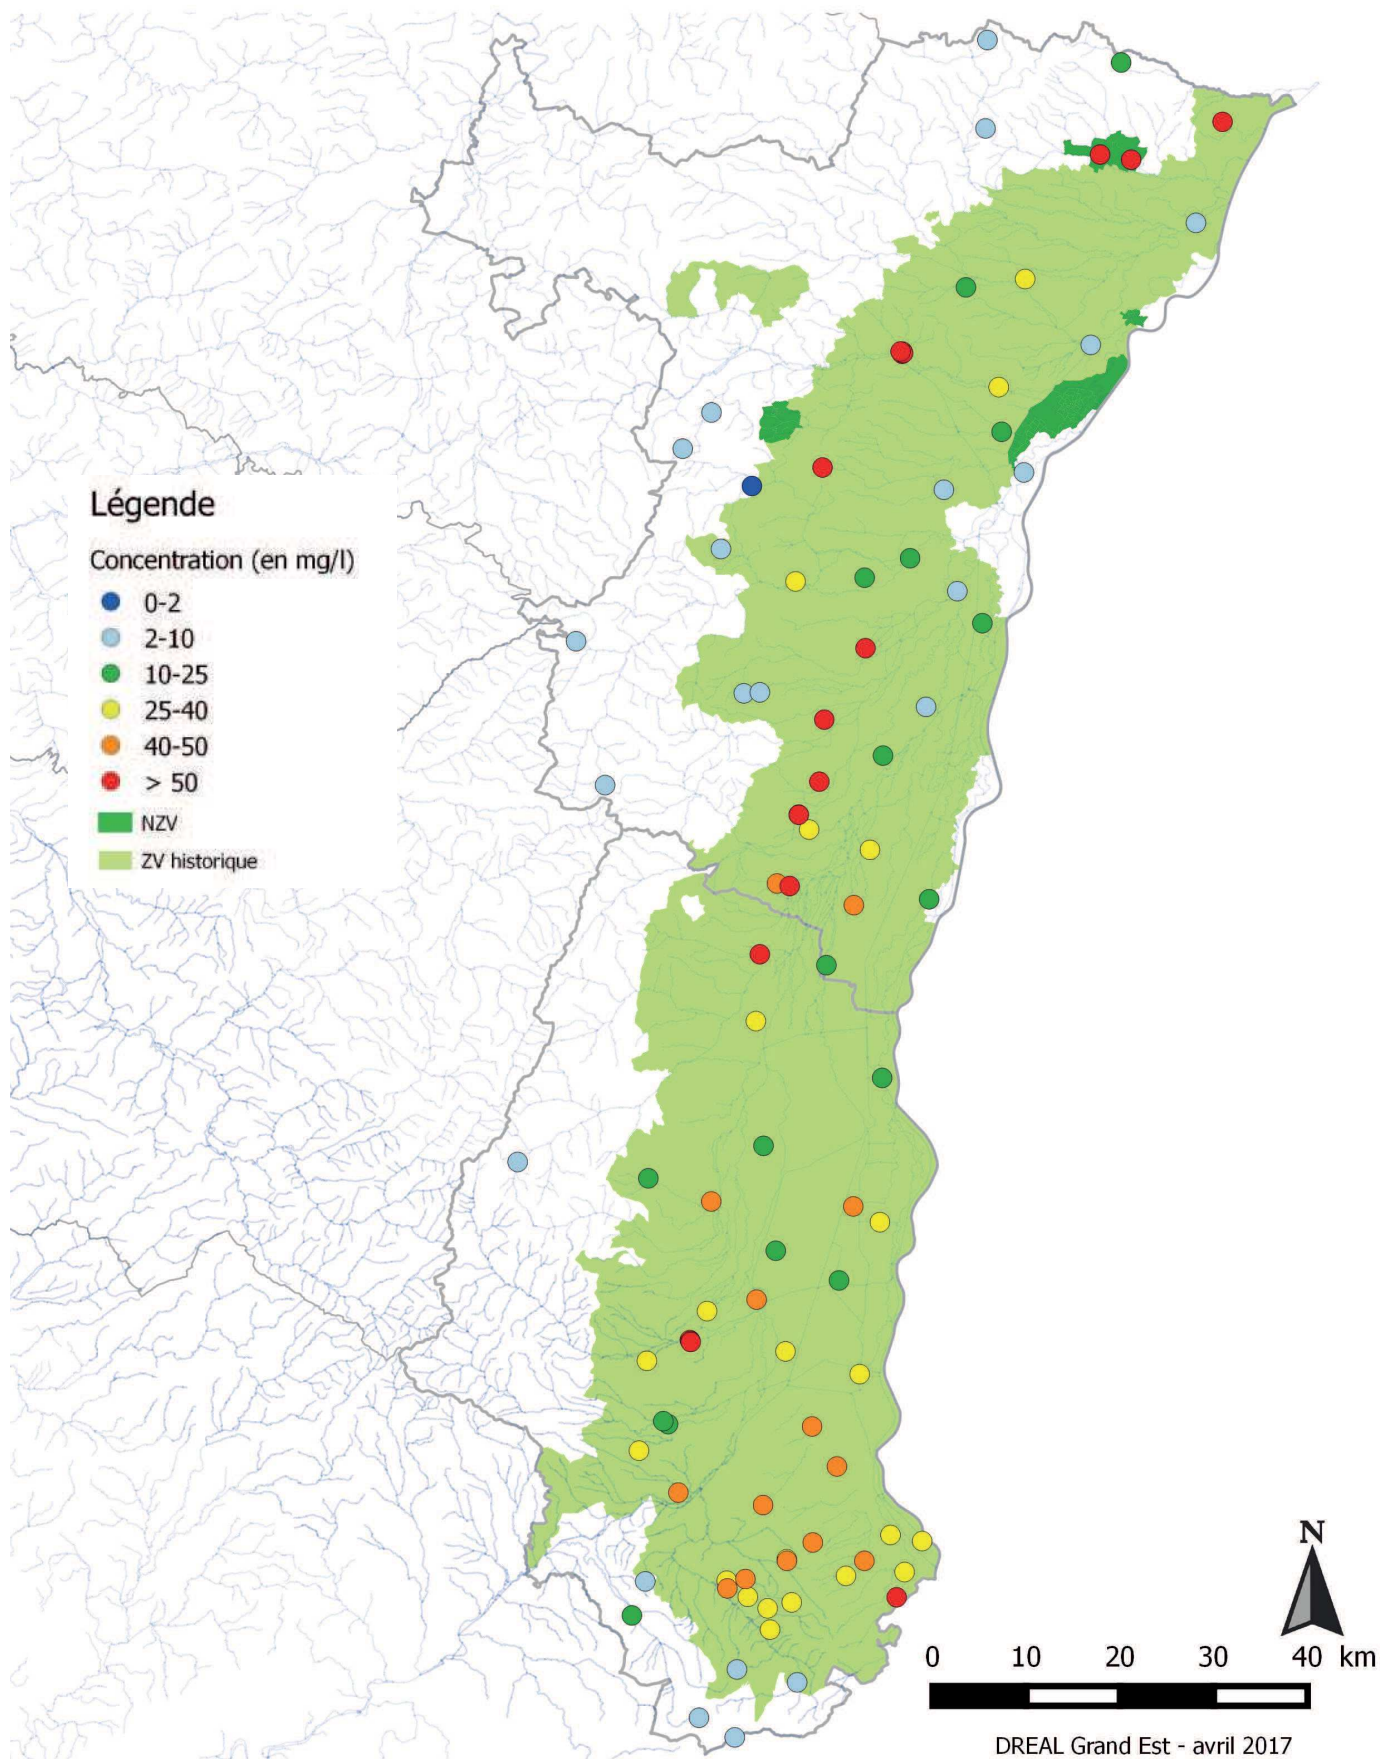 Légende
Concentration (en mg/l)
0-2
2-10
10-25
25-40
40-50
> 50
NZV
ZV historique
N
0 10 20 30 40 km
DREAL Grand Est - avril 2017